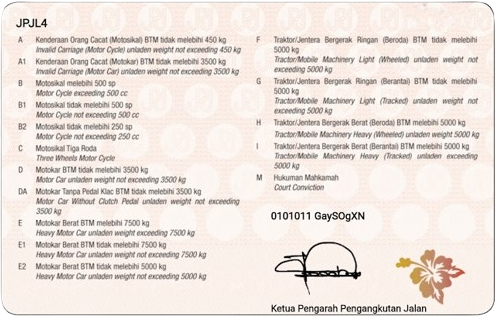 JPJL4
A Kenderaan Orang Cacat (Motosikal) BTM tidak melebihi 450 kg
Invalid Carriage (Motor Cycle) unladen weight not exceeding 450 kg
A1 Kenderaan Orang Cacat (Motokar) BTM tidak melebihi 3500 kg
Invalid Carriage (Motor Car) unladen weight not exceeding 3500 kg
B Motosikal melebihi 500 sp
Motor Cycle exceeding 500 cc
B1 Motosikal tidak melebihi 500 sp
Motor Cycle not exceeding 500 cc
B2 Motosikal tidak melebihi 250 sp
Motor Cycle not exceeding 250 cc
C Motosikal Tiga Roda
Three Wheels Motor Cycle
D Motokar BTM tidak melebihi 3500 kg
Motor Car unladen weight not exceeding 3500 kg
DA Motokar Tanpa Pedal Klac BTM tidak melebihi 3500 kg
Motor Car Without Clutch Pedal unladen weight not exceeding
3500 kg
E Motokar Berat BTM melebihi 7500 kg
Heavy Motor Car unladen weight exceeding 7500 kg
E1 Motokar Berat BTM tidak melebihi 7500 kg
Heavy Motor Car unladen weight not exceeding 7500 kg
E2 Motokar Berat BTM tidak melebihi 5000 kg
Heavy Motor Car unladen weight not exceeding 5000 kg
F Traktor/Jentera Bergerak Ringan (Beroda) BTM tidak melebihi
5000 kg
Tractor/Mobile Machinery Light (Wheeled) unladen weight not
exceeding 5000 kg
G Traktor/Jentera Bergerak Ringan (Berantai) BTM tidak melebihi
5000 kg
Tractor/Mobile Machinery Light (Tracked) unladen weight not
exceeding 5000 kg
H Traktor/Jentera Bergerak Berat (Beroda) BTM melebihi 5000 kg
Tractor/Mobile Machinery Heavy (Wheeled) unladen weight 5000 kg
I Traktor/Jentera Bergerak Berat (Berantai) BTM melebihi 5000 kg
Tractor/Mobile Machinery Heavy (Tracked) unladen weight exceeding
5000 kg
M Hukuman Mahkamah
Court Conviction
0101011 GaySOgXN
Ketua Pengarah Pengangkutan Jalan